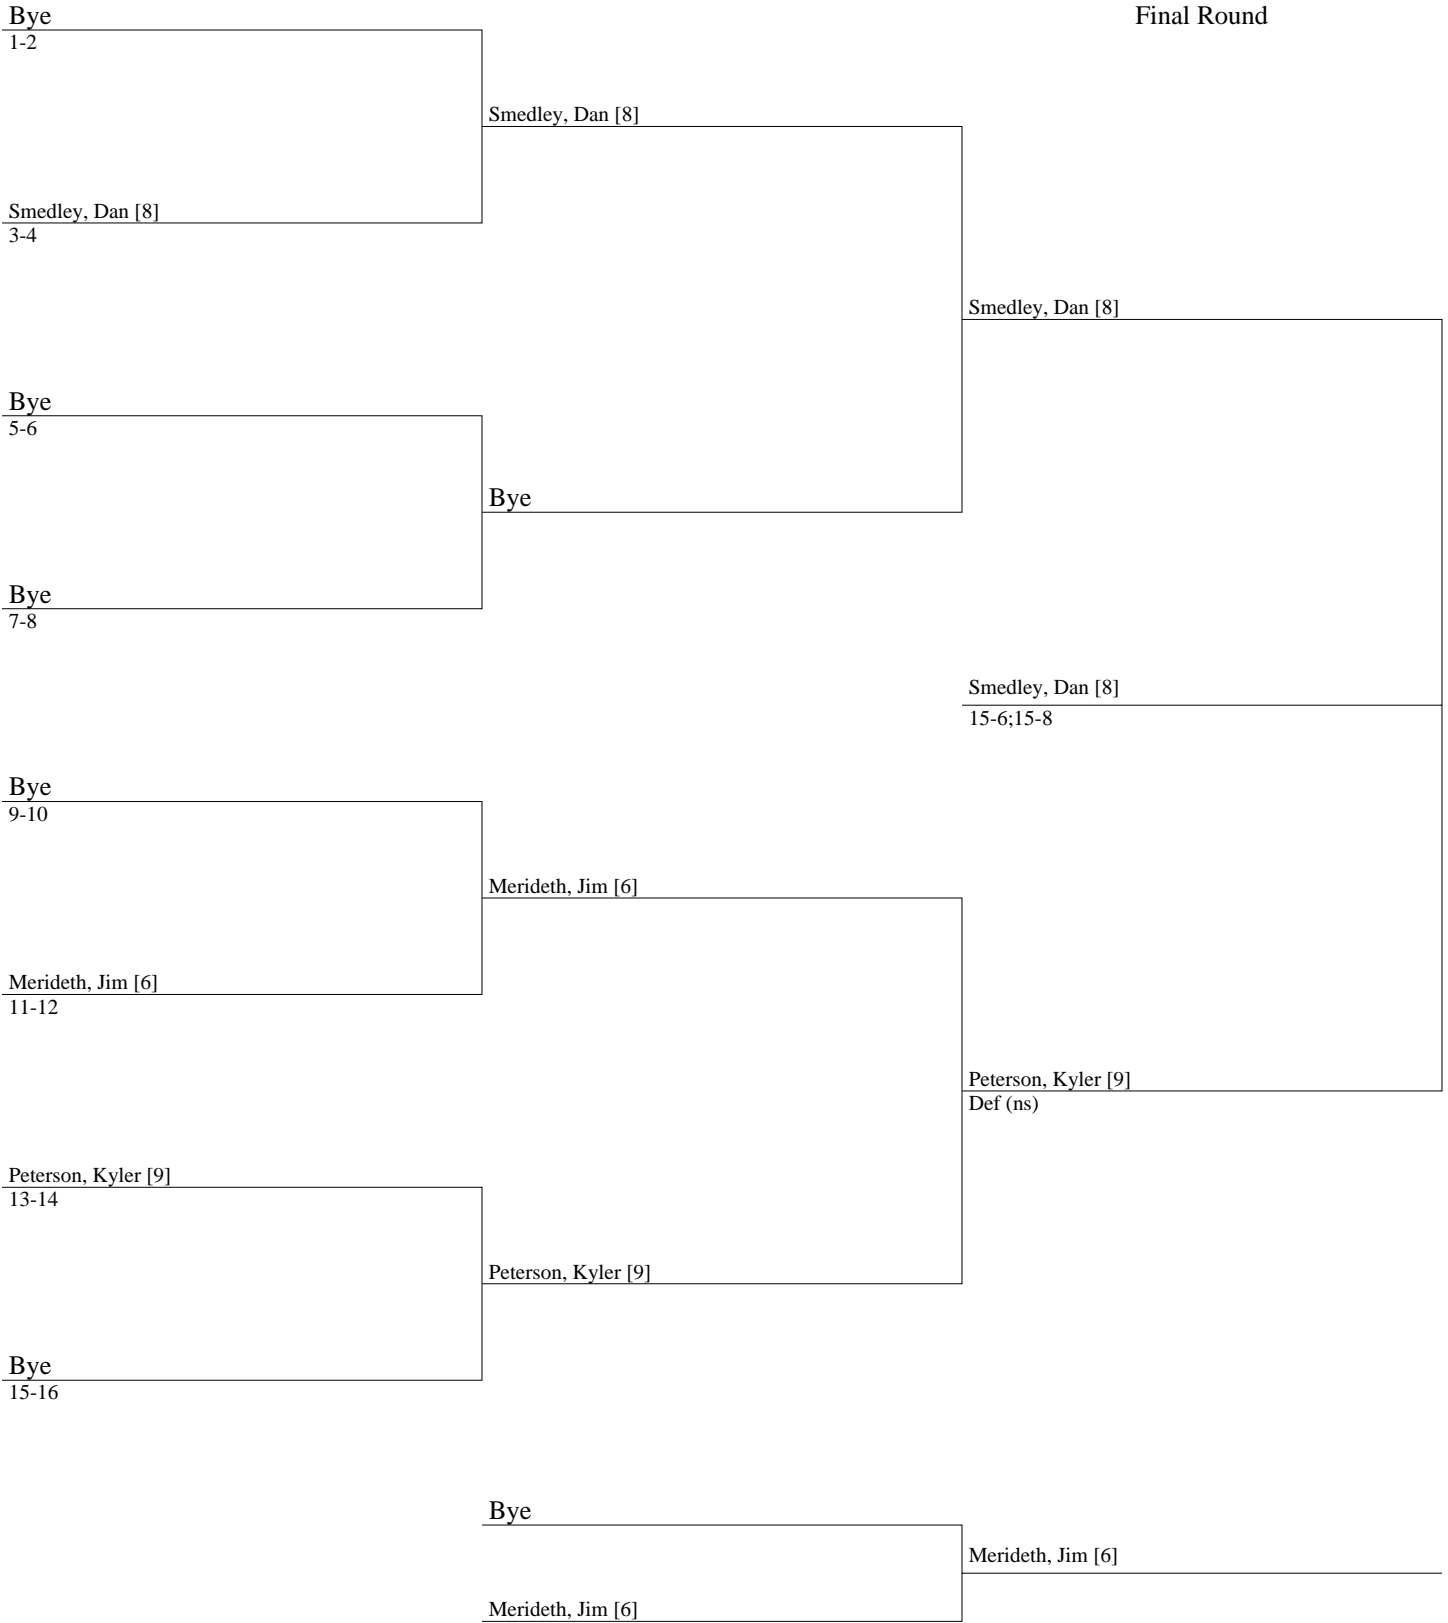 Bye
Final Round
1-2
Smedley, Dan [8]
Smedley, Dan [8]
3-4
Smedley, Dan [8]
Bye
5-6
Bye
Bye
7-8
Smedley, Dan [8]
15-6;15-8
Bye
9-10
Merideth, Jim [6]
Merideth, Jim [6]
11-12
Peterson, Kyler [9]
Def (ns)
Peterson, Kyler [9]
13-14
Peterson, Kyler [9]
Bye
15-16
Bye
Merideth, Jim [6]
Merideth, Jim [6]